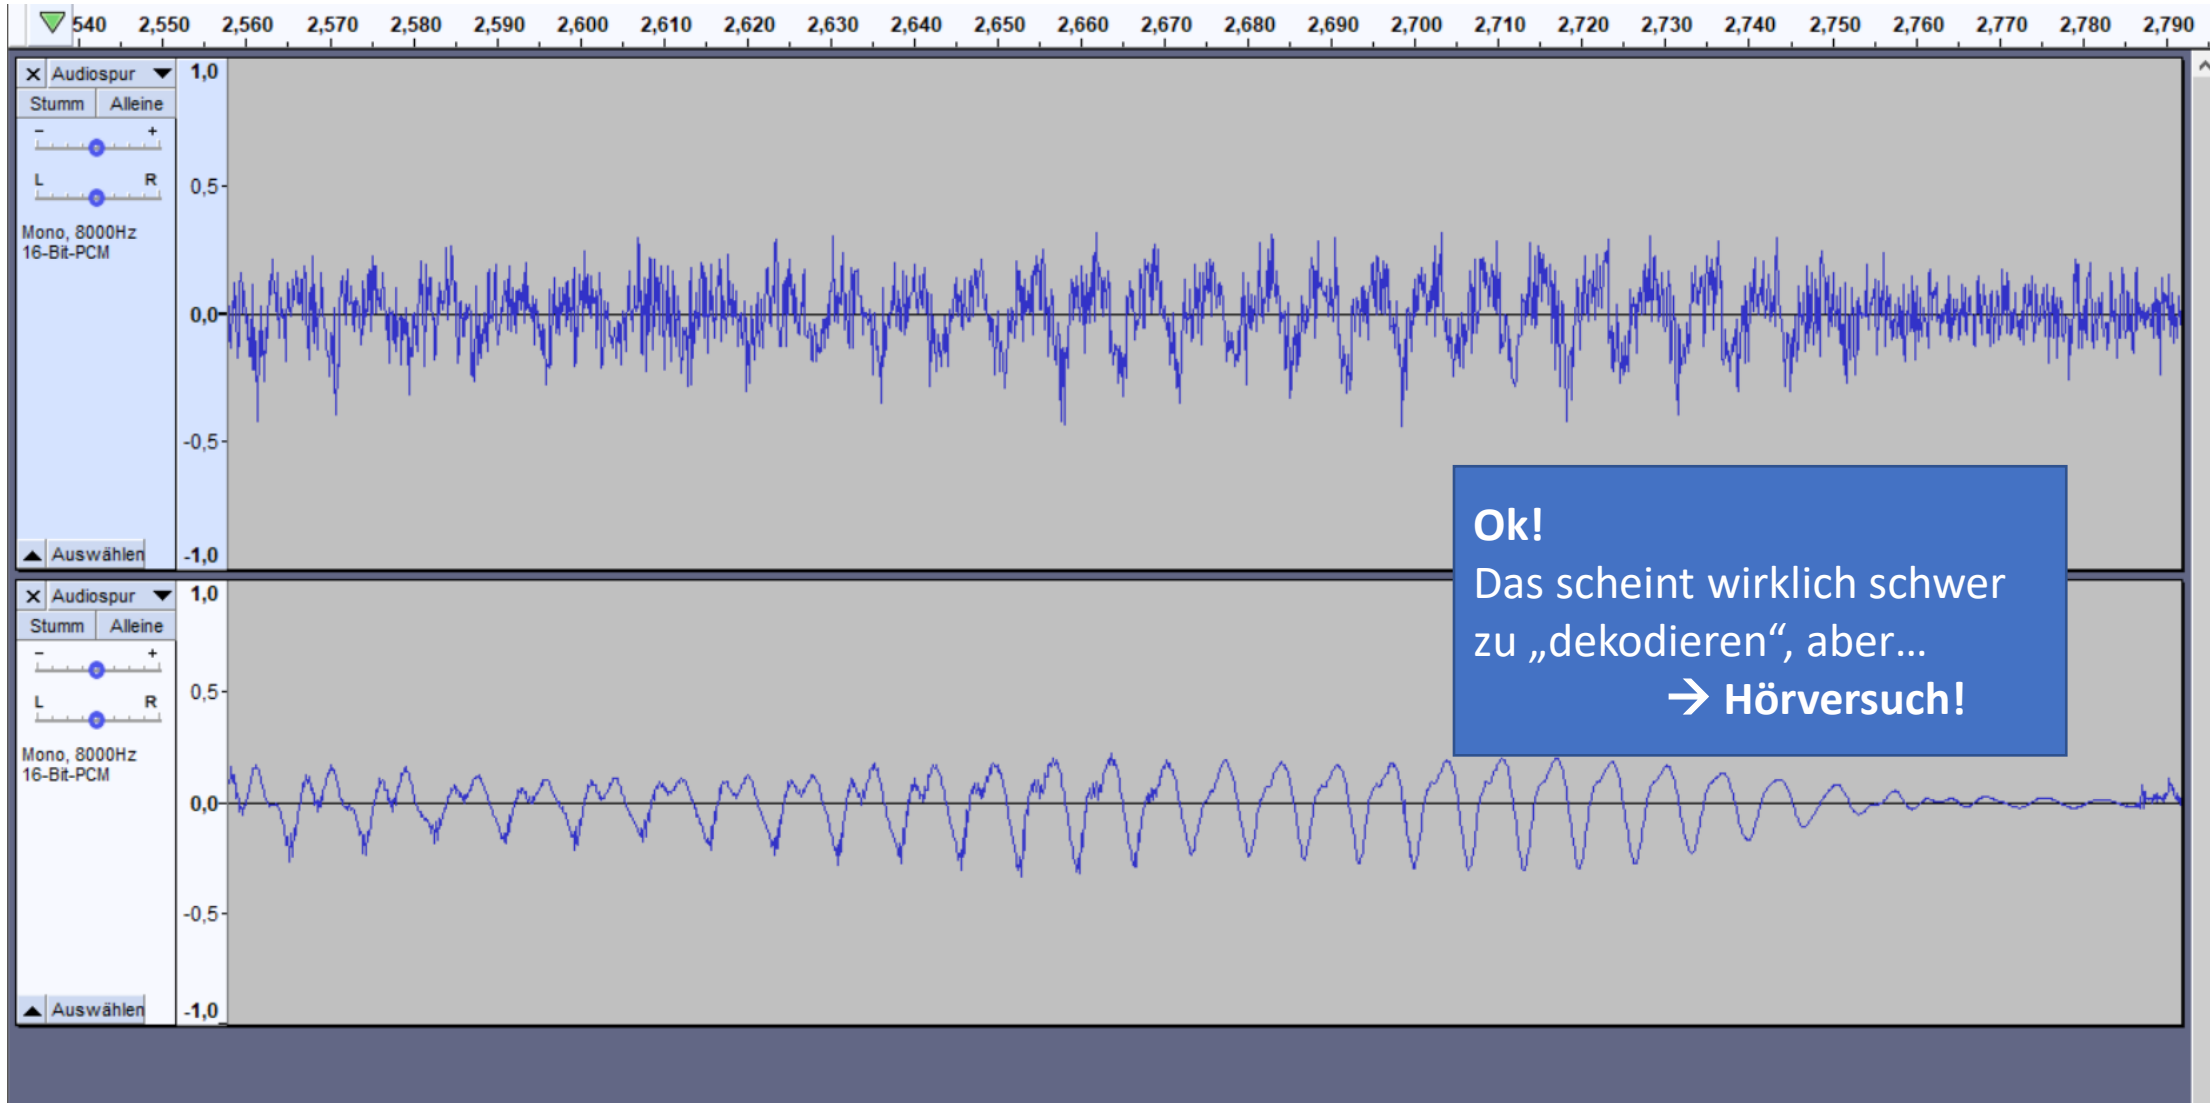 540 2,550 2,560 2,570 2,580 2,590 2,600 2,610 2,620 2,630 2,640 2,650 2,660 2,670 2,680 2,690 2,700 2,710 2,720 2,730 2,740 2,750 2,760 2,770 2,780 2,790
X Audiospur ▼ 1,0
Stumm Alleine
- +
L R 0,5-
Mono, 8000Hz
16-Bit-PCM
0,0-
-0,5-
▲ Auswählen -1,0
Ok!
Das scheint wirklich schwer
zu „dekodieren“, aber…
→ Hörversuch!
X Audiospur ▼ 1,0
Stumm Alleine
- +
L R 0,5-
Mono, 8000Hz
16-Bit-PCM
0,0-
-0,5-
▲ Auswählen -1,0